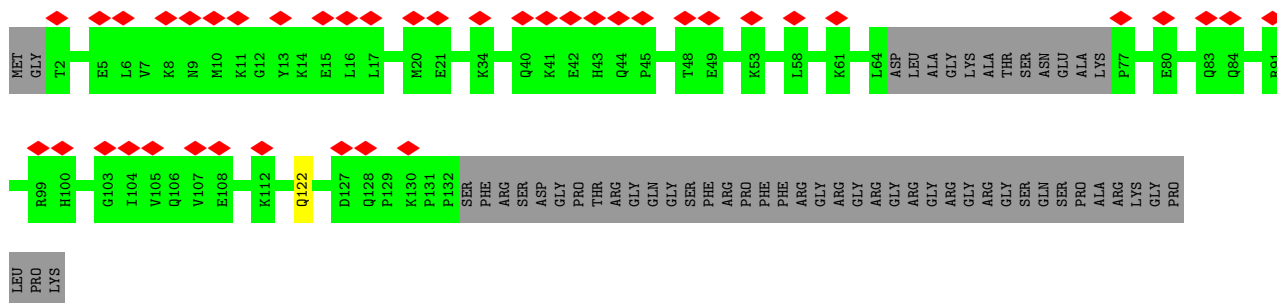 MET GLY T2 E5 L6 V7 K8 N9 M10 K11 G12 Y13 K14 E15 L16 L17 M20 E21 K34 Q40 K41 E42 H43 Q44 P45 T48 E49 K53 L58 K61 L64 ASP LEU ALA GLY LYS ALA THR SER ASN GLU ALA LYS P77 E80 Q83 Q84 R91
R99 H100 G103 I104 V105 Q106 V107 E108 K112 Q122 D127 Q128 P129 K130 P131 P132 SER PHE ARG SER ASP GLY PRO THR ARG GLY GLN GLY SER PHE ARG PRO PHE PHE ARG GLY ARG GLY ARG GLY ARG GLY ARG GLY ARG GLY SER GLN SER PRO ALA ARG LYS GLY PRO
LEU PRO LYS